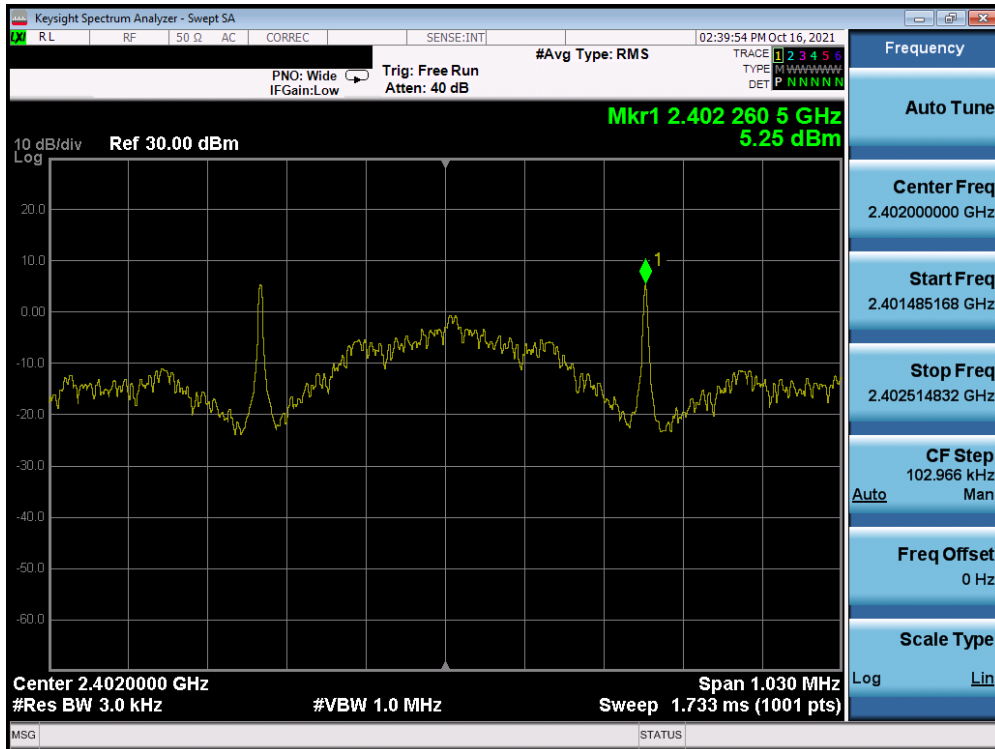 Keysight Spectrum Analyzer - Swept SA
LXI RL RF 50 Ω AC CORREC SENSE:INT 02:39:54 PM Oct 16, 2021
#Avg Type: RMS
TRACE 1 2 3 4 5 6
TYPE M W W W W W
DET P N N N N N
PNO: Wide
IFGain:Low
Trig: Free Run
Atten: 40 dB
Mkr1 2.402 260 5 GHz
5.25 dBm
10 dB/div
Log
Ref 30.00 dBm
20.0
10.0
0.00
-10.0
-20.0
-30.0
-40.0
-50.0
-60.0
1
Center 2.4020000 GHz
#Res BW 3.0 kHz
#VBW 1.0 MHz
Span 1.030 MHz
Sweep 1.733 ms (1001 pts)
MSG
STATUS
Frequency
Auto Tune
Center Freq
2.402000000 GHz
Start Freq
2.401485168 GHz
Stop Freq
2.402514832 GHz
CF Step
102.966 kHz
Auto Man
Freq Offset
0 Hz
Scale Type
Log Lin